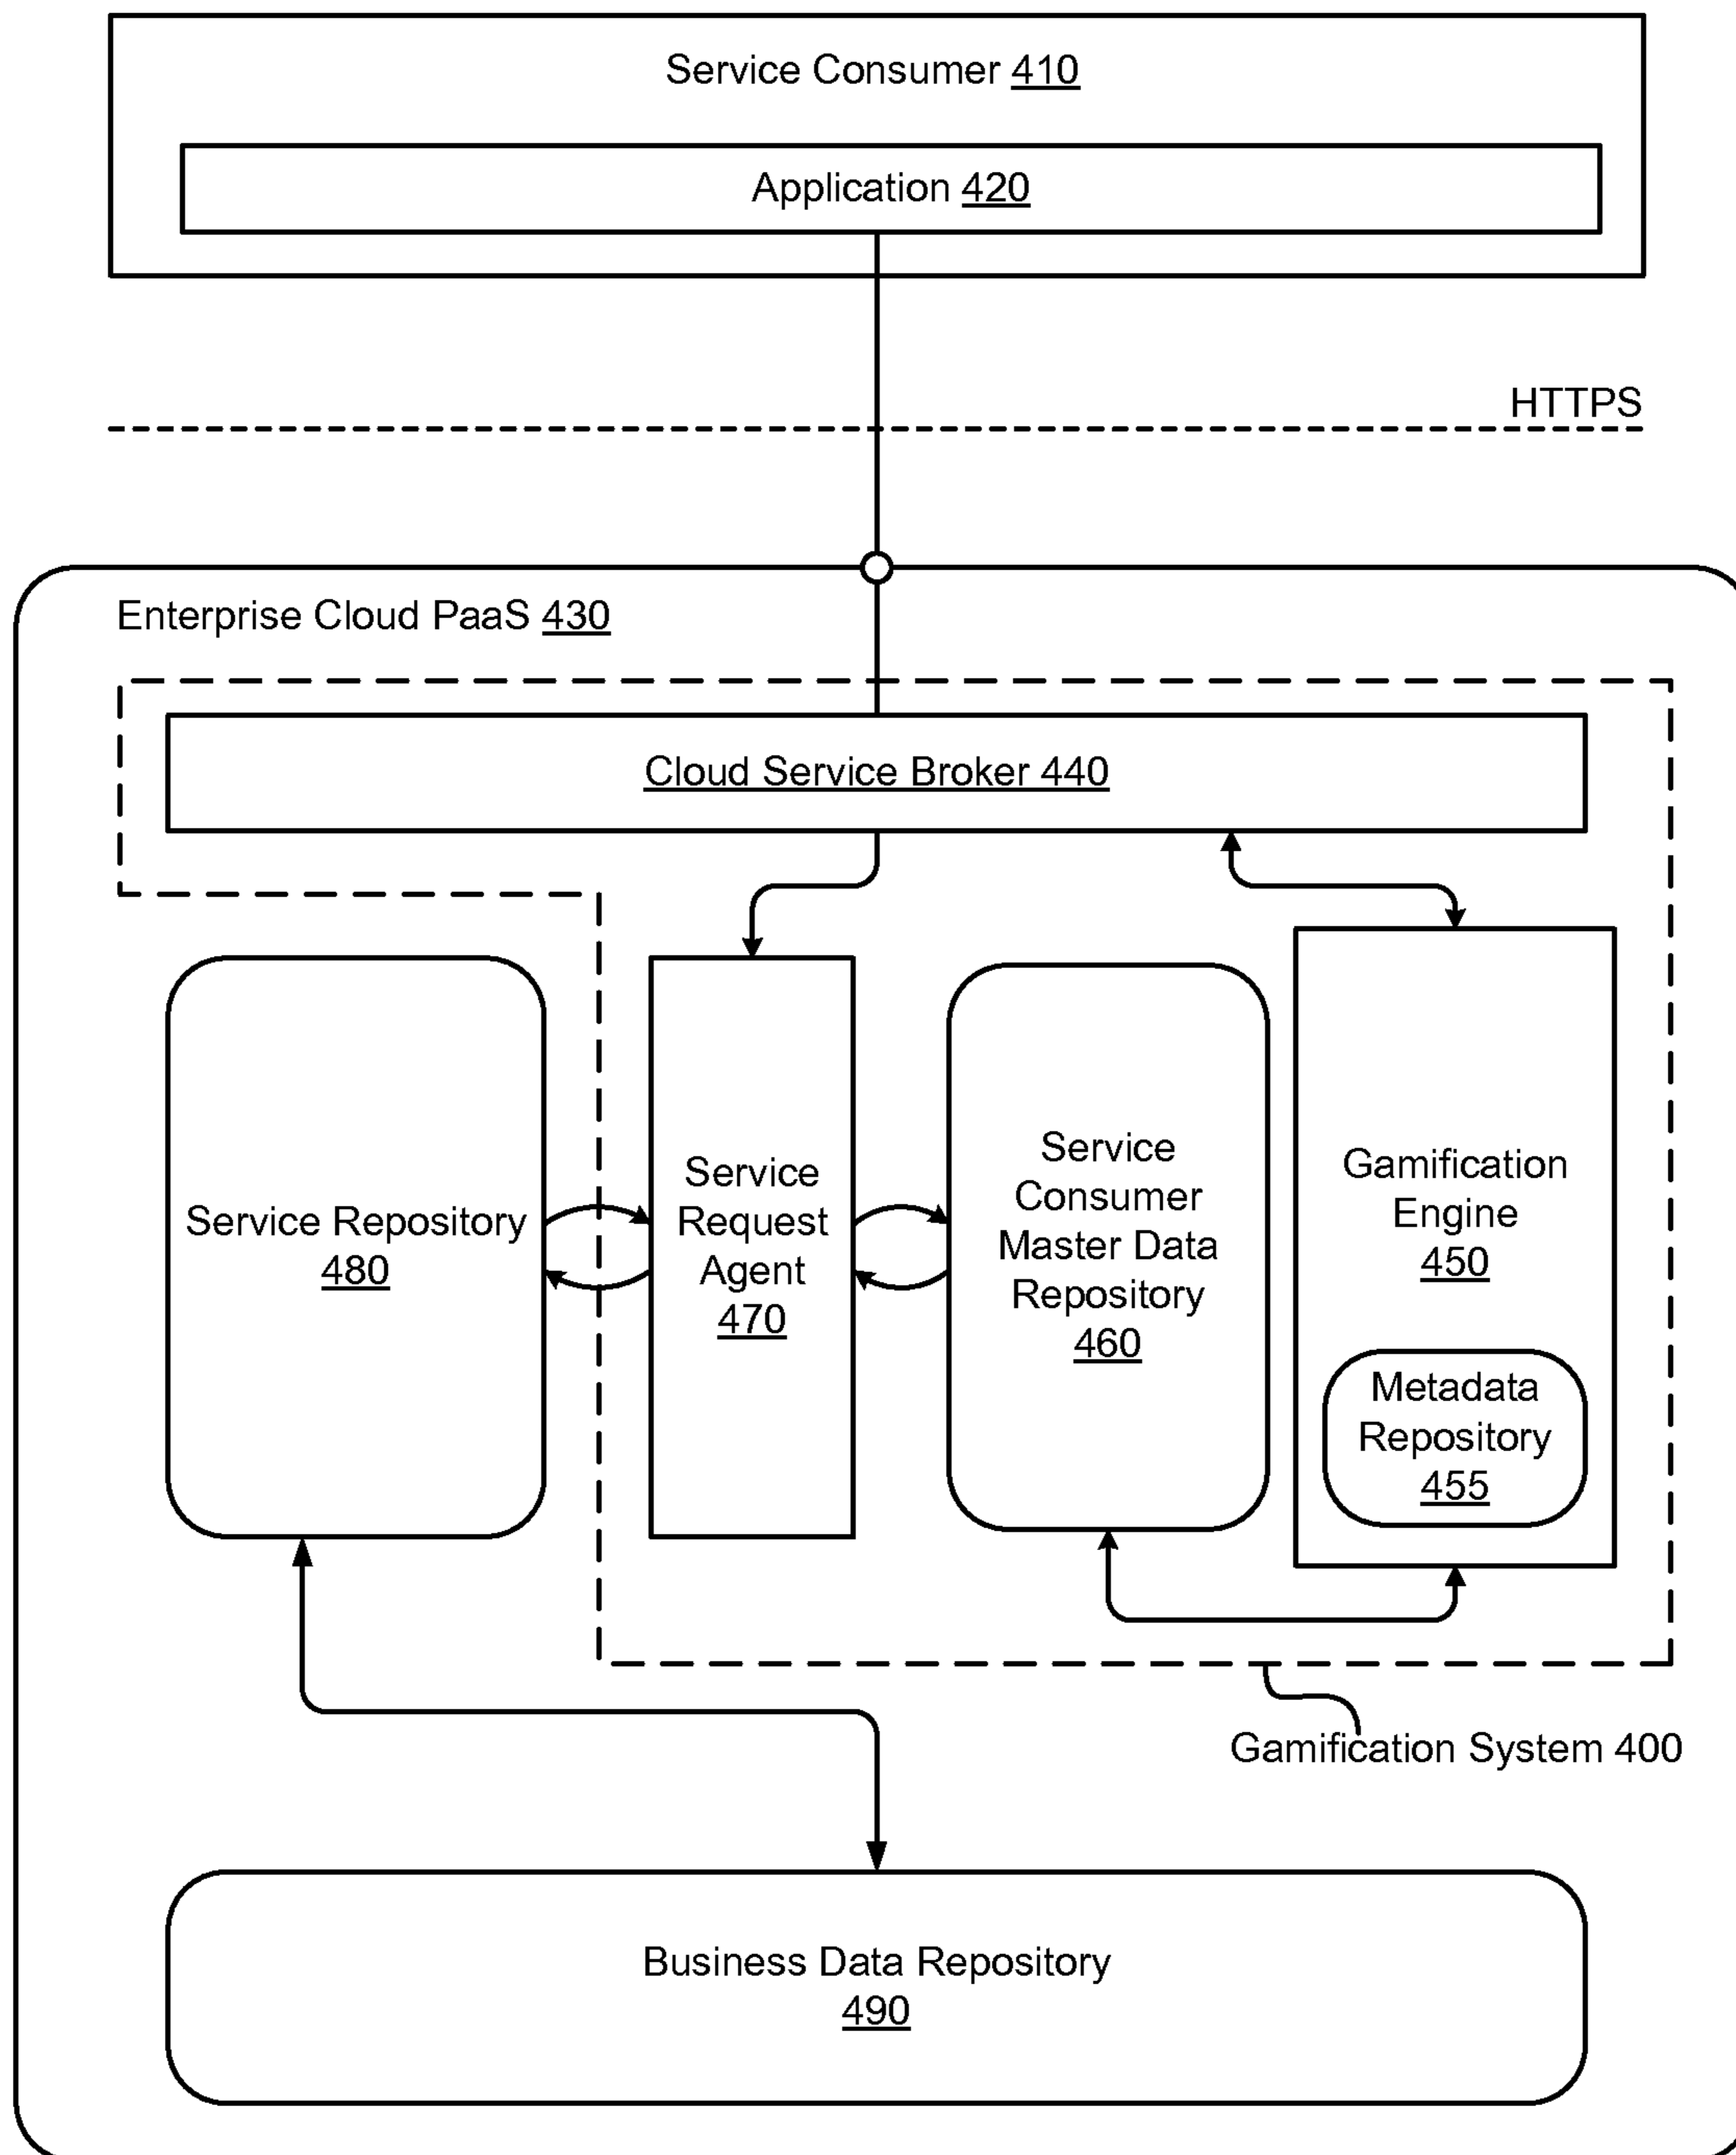 Service Consumer 410
Application 420
HTTPS
Enterprise Cloud PaaS 430
Cloud Service Broker 440
Service Repository
480
Service
Request
Agent
470
Service
Consumer
Master Data
Repository
460
Gamification
Engine
450
Metadata
Repository
455
Gamification System 400
Business Data Repository
490